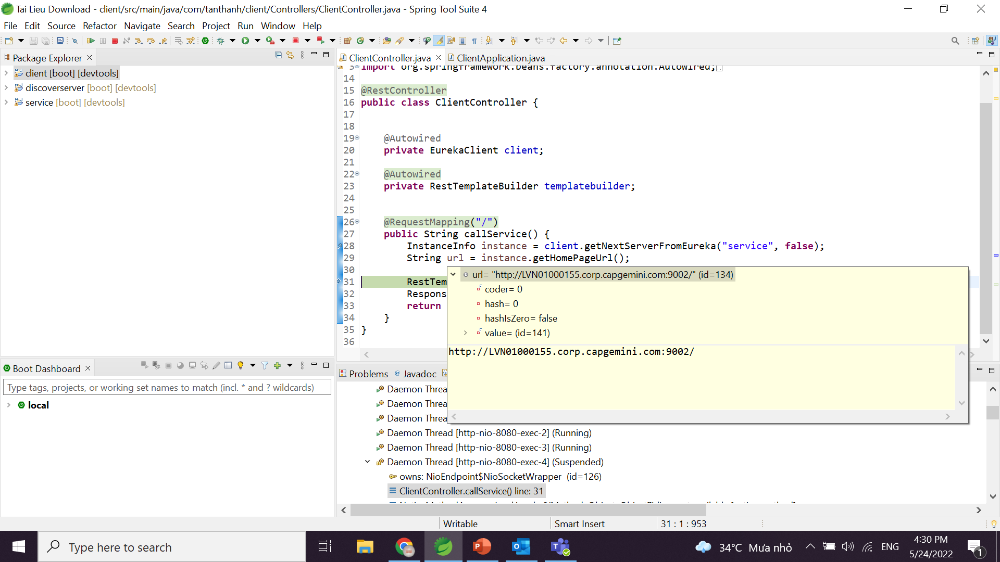 Tai Lieu Download - client/src/main/java/com/tanthanh/client/Controllers/ClientController.java - Spring Tool Suite 4
File Edit Source Refactor Navigate Search Project Run Window Help
Package Explorer
client [boot] [devtools]
discoverserver [boot] [devtools]
service [boot] [devtools]
ClientController.java
ClientApplication.java
3 import org.springframework.beans.factory.annotation.Autowired;
14
15 @RestController
16 public class ClientController {
17
18
19 @Autowired
20 private EurekaClient client;
21
22 @Autowired
23 private RestTemplateBuilder templatebuilder;
24
25
26 @RequestMapping("/")
27 public String callService() {
28 InstanceInfo instance = client.getNextServerFromEureka("service", false);
29 String url = instance.getHomePageUrl();
30
31 RestTem
32 Respons
33 return
34 }
35 }
36
url= "http://LVN01000155.corp.capgemini.com:9002/" (id=134)
coder= 0
hash= 0
hashIsZero= false
value= (id=141)
http://LVN01000155.corp.capgemini.com:9002/
Boot Dashboard
Type tags, projects, or working set names to match (incl. * and ? wildcards)
local
Problems @ Javadoc
Daemon Threa
Daemon Threa
Daemon Threa
Daemon Thread [http-nio-8080-exec-2] (Running)
Daemon Thread [http-nio-8080-exec-3] (Running)
Daemon Thread [http-nio-8080-exec-4] (Suspended)
owns: NioEndpoint$NioSocketWrapper (id=126)
ClientController.callService() line: 31
Writable
Smart Insert
31 : 1 : 953
Type here to search
34°C Mưa nhỏ
ENG
4:30 PM
5/24/2022
1